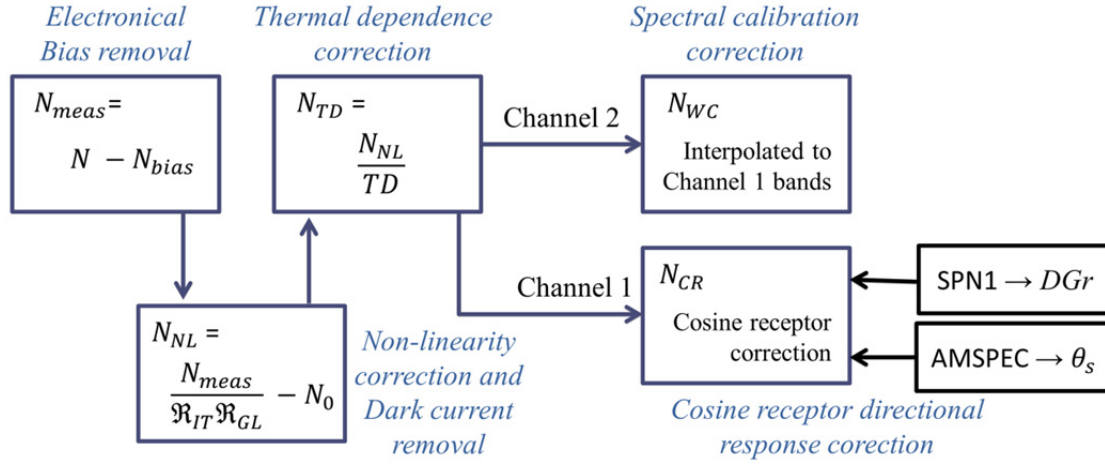 Electronical
Bias removal
N_meas=
N − N_bias
Thermal dependence
correction
N_TD =
N_NL
TD
Channel 2
Spectral calibration
correction
N_WC
Interpolated to
Channel 1 bands
N_NL =
N_meas
ℜ_IT ℜ_GL
− N_0
Non-linearity
correction and
Dark current
removal
Channel 1
N_CR
Cosine receptor
correction
Cosine receptor directional
response corection
SPN1 → DGr
AMSPEC → θ_s